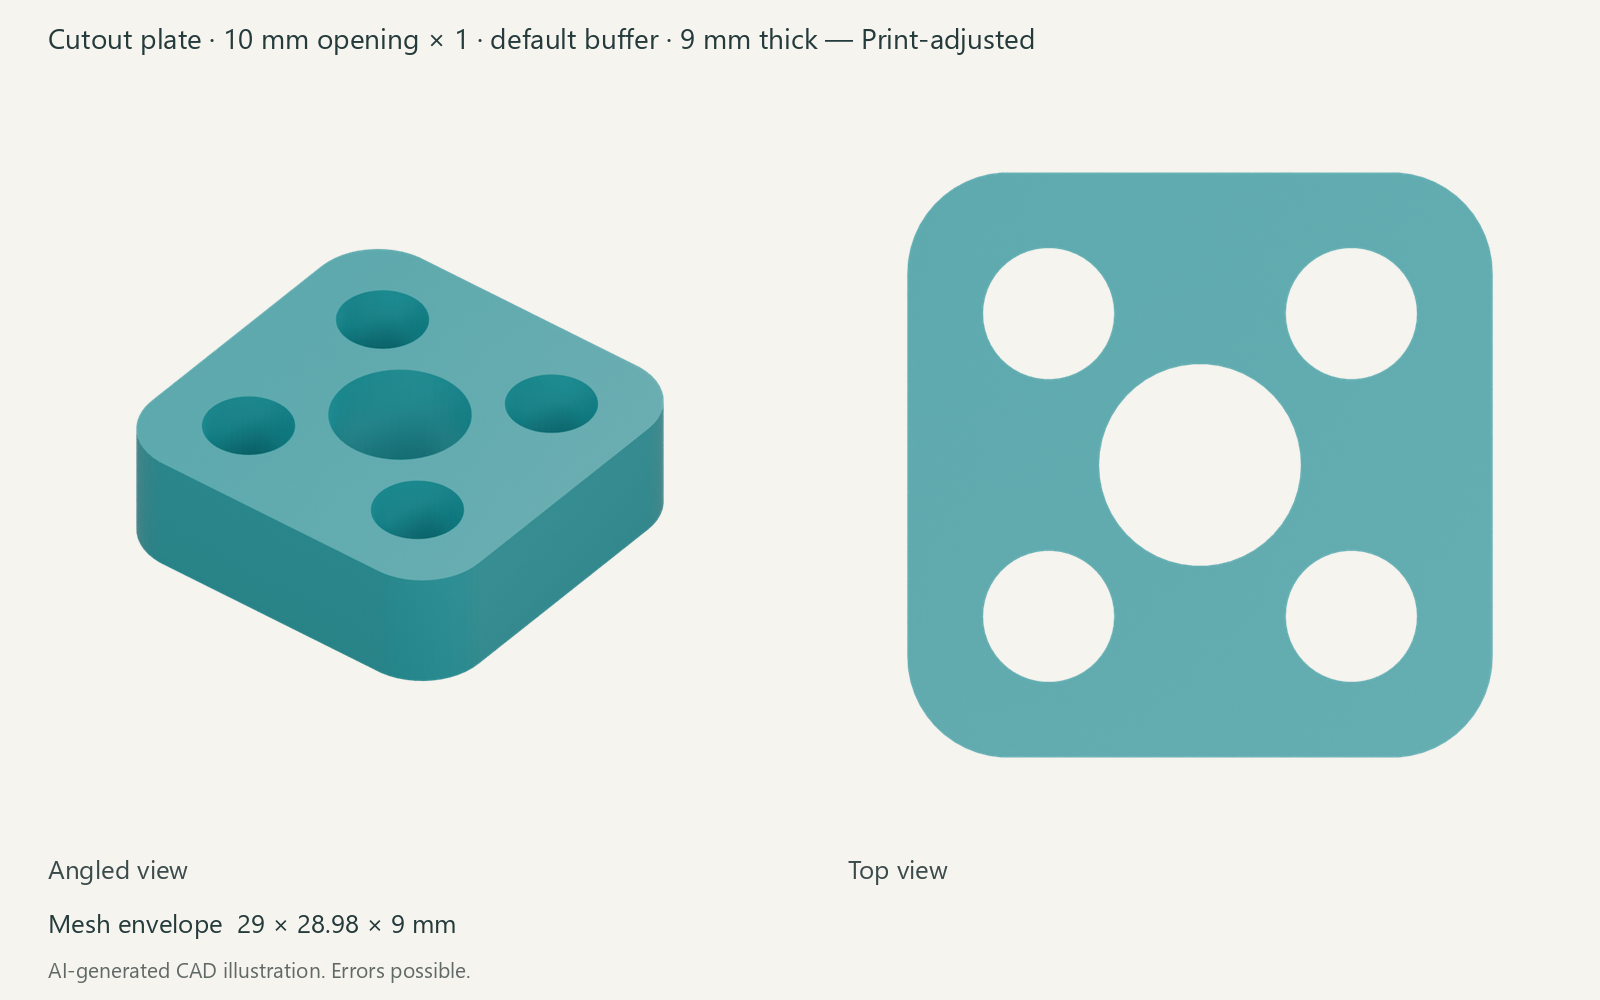 Cutout plate · 10 mm opening × 1 · default buffer · 9 mm thick — Print-adjusted
Angled view
Top view
Mesh envelope 29 × 28.98 × 9 mm
AI-generated CAD illustration. Errors possible.